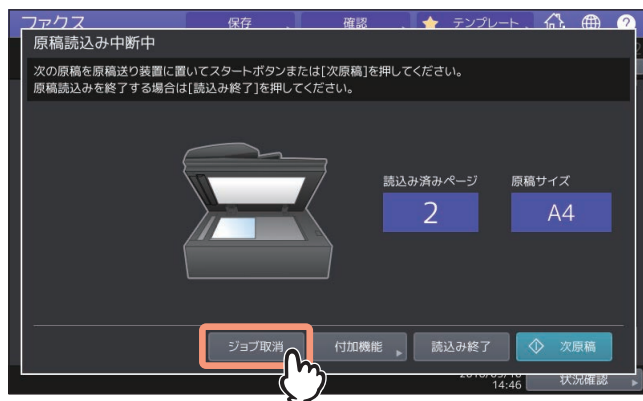 ファクス 保存 確認 テンプレート ?
原稿読込み中断中
次の原稿を原稿送り装置に置いてスタートボタンまたは[次原稿]を押してください。
原稿読込みを終了する場合は[読込み終了]を押してください。
読込み済みページ 原稿サイズ
2 A4
ジョブ取消 付加機能 読込み終了 次原稿
14:46 状況確認